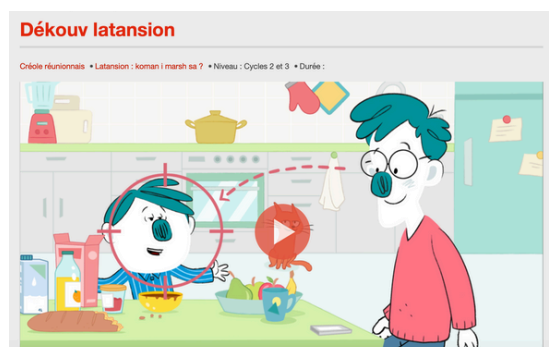 Dékouv latansion
Créole réunionnais • Latansion : koman i marsh sa ? • Niveau : Cycles 2 et 3 • Durée :